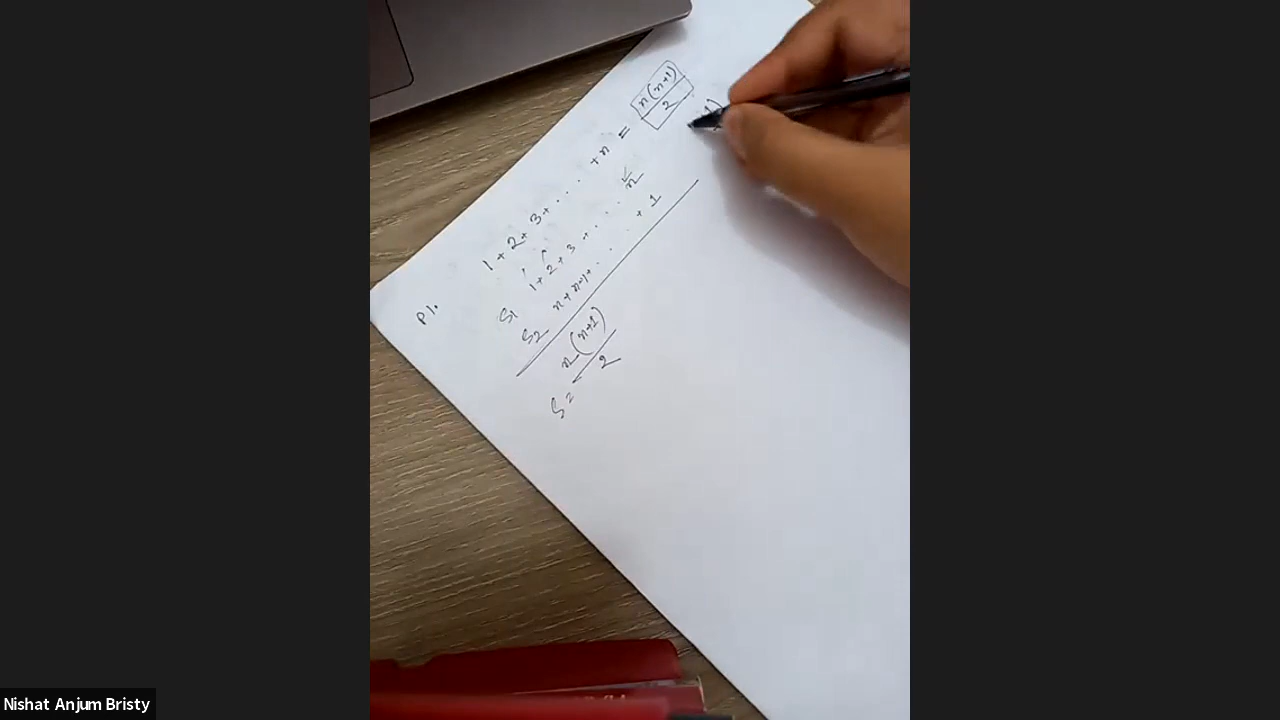 P1.
1 + 2 + 3 + . . . . + n = n(n+1)/2
S1 1 + 2 + 3 + . . . . n
S2 n + n-1 + . . . . + 1
S = n(n+1)/2
Nishat Anjum Bristy